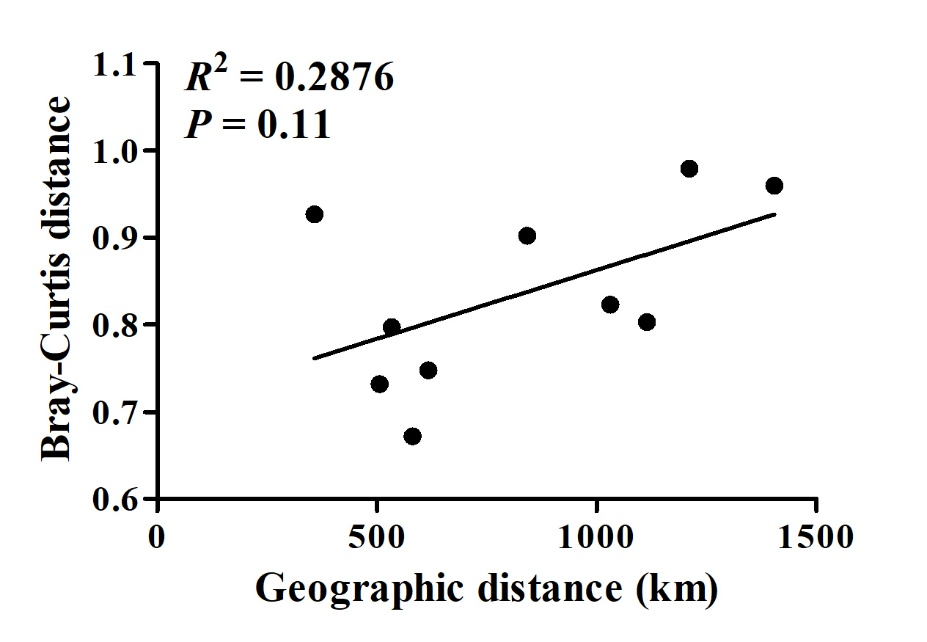 R² = 0.2876
P = 0.11
Bray-Curtis distance
1.1
1.0
0.9
0.8
0.7
0.6
0 500 1000 1500
Geographic distance (km)